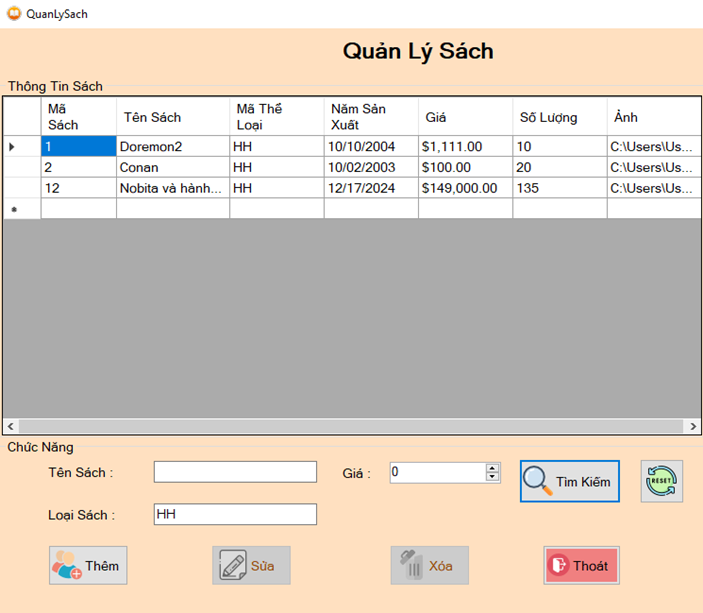 QuanLySach
Quản Lý Sách
Thông Tin Sách
Mã Sách Tên Sách Mã Thể Loại Năm Sản Xuất Giá Số Lượng Ảnh
1 Doremon2 HH 10/10/2004 $1,111.00 10 C:\Users\Us...
2 Conan HH 10/02/2003 $100.00 20 C:\Users\Us...
12 Nobita và hành... HH 12/17/2024 $149,000.00 135 C:\Users\Us...
Chức Năng
Tên Sách : Giá : 0 Tìm Kiếm RESET
Loại Sách : HH
Thêm Sửa Xóa Thoát